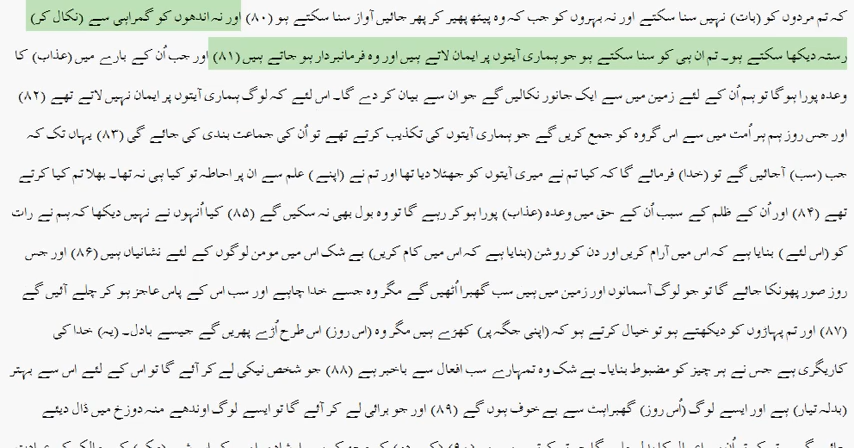 کہ تم مردوں کو (بات) نہیں سنا سکتے اور نہ بہروں کو جب کہ وہ پیٹھ پھیر کر پھر جائیں آواز سنا سکتے ہو (۸۰) اور نہ اندھوں کو گمراہی سے (نکال کر)
رستہ دیکھا سکتے ہو۔ تم ان ہی کو سنا سکتے ہو جو ہماری آیتوں پر ایمان لاتے ہیں اور وہ فرمانبردار ہو جاتے ہیں (۸۱) اور جب اُن کے بارے میں (عذاب) کا
وعدہ پورا ہوگا تو ہم اُن کے لئے زمین میں سے ایک جانور نکالیں گے جو ان سے بیان کر دے گا۔ اس لئے کہ لوگ ہماری آیتوں پر ایمان نہیں لاتے تھے (۸۲)
اور جس روز ہم ہر اُمت میں سے اس گروہ کو جمع کریں گے جو ہماری آیتوں کی تکذیب کرتے تھے تو اُن کی جماعت بندی کی جائے گی (۸۳) یہاں تک کہ
جب (سب) آجائیں گے تو (خدا) فرمائے گا کہ کیا تم نے میری آیتوں کو جھٹلا دیا تھا اور تم نے (اپنے) علم سے ان پر احاطہ تو کیا ہی نہ تھا۔ بھلا تم کیا کرتے
تھے (۸۴) اور اُن کے ظلم کے سبب اُن کے حق میں وعدہ (عذاب) پورا ہوکر رہے گا تو وہ بول بھی نہ سکیں گے (۸۵) کیا اُنہوں نے نہیں دیکھا کہ ہم نے رات
کو (اس لئے) بنایا ہے کہ اس میں آرام کریں اور دن کو روشن (بنایا ہے کہ اس میں کام کریں) بے شک اس میں مومن لوگوں کے لئے نشانیاں ہیں (۸۶) اور جس
روز صور پھونکا جائے گا تو جو لوگ آسمانوں اور زمین میں ہیں سب گھبرا اُٹھیں گے مگر وہ جسے خدا چاہے اور سب اس کے پاس عاجز ہو کر چلے آئیں گے
(۸۷) اور تم پہاڑوں کو دیکھتے ہو تو خیال کرتے ہو کہ (اپنی جگہ پر) کھڑے ہیں مگر وہ (اس روز) اس طرح اُڑے پھریں گے جیسے بادل۔ (یہ) خدا کی
کاریگری ہے جس نے ہر چیز کو مضبوط بنایا۔ بے شک وہ تمہارے سب افعال سے باخبر ہے (۸۸) جو شخص نیکی لے کر آئے گا تو اس کے لئے اس سے بہتر
(بدلہ تیار) ہے اور ایسے لوگ (اُس روز) گھبراہٹ سے بے خوف ہوں گے (۸۹) اور جو برائی لے کر آئے گا تو ایسے لوگ اوندھے منہ دوزخ میں ڈال دیئے